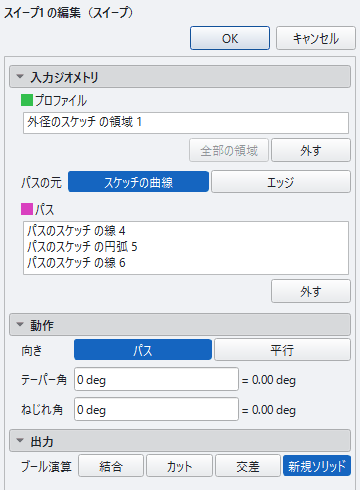 スイープ1 の編集（スイープ）
OK キャンセル
入力ジオメトリ
プロファイル
外径のスケッチ の領域 1
全部の領域 外す
パスの元 スケッチの曲線 エッジ
パス
パスのスケッチ の線 4
パスのスケッチ の円弧 5
パスのスケッチ の線 6
外す
動作
向き パス 平行
テーパー角 0 deg = 0.00 deg
ねじれ角 0 deg = 0.00 deg
出力
ブール演算 結合 カット 交差 新規ソリッド